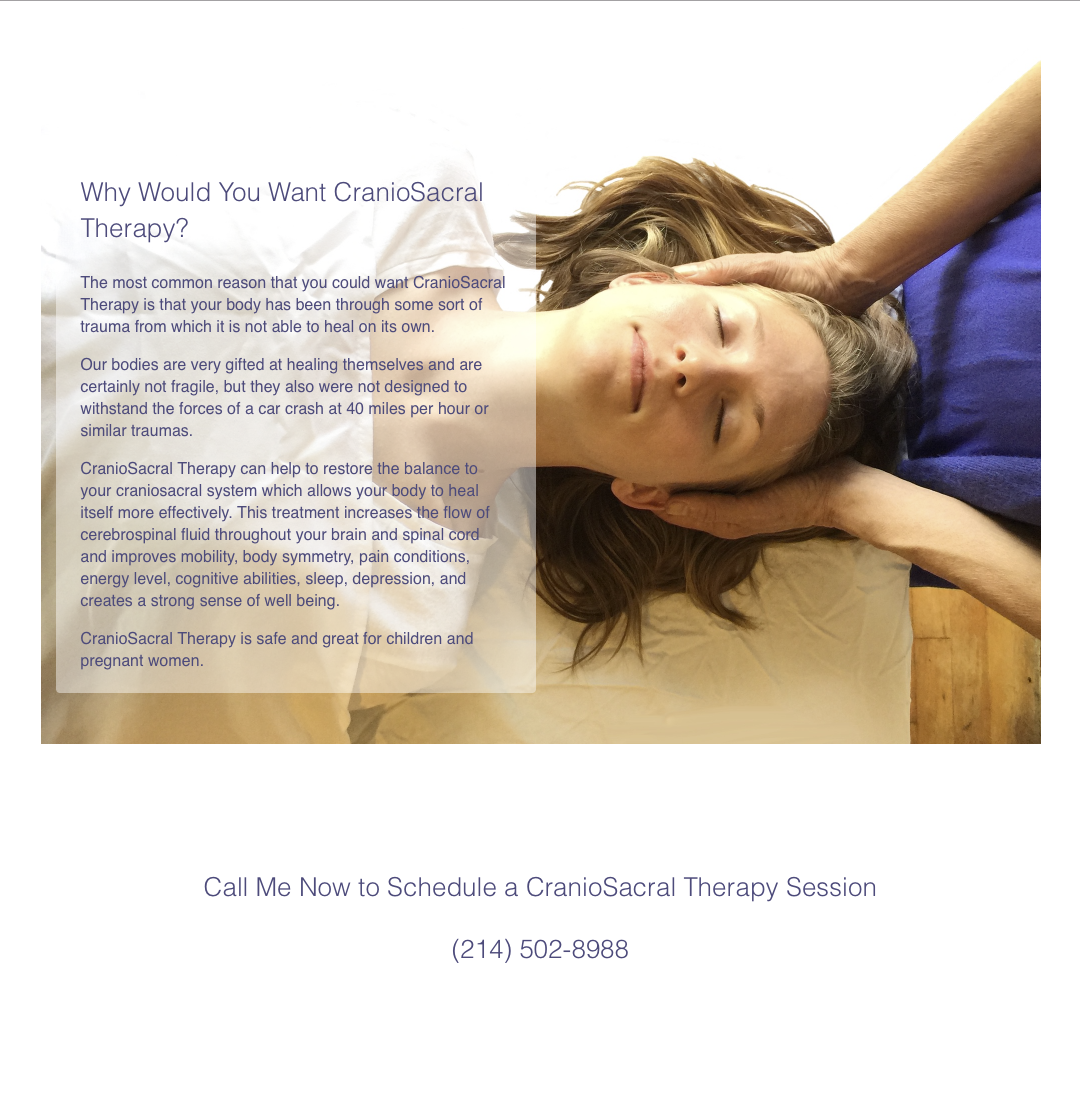 Why Would You Want CranioSacral
Therapy?
The most common reason that you could want CranioSacral
Therapy is that your body has been through some sort of
trauma from which it is not able to heal on its own.
Our bodies are very gifted at healing themselves and are
certainly not fragile, but they also were not designed to
withstand the forces of a car crash at 40 miles per hour or
similar traumas.
CranioSacral Therapy can help to restore the balance to
your craniosacral system which allows your body to heal
itself more effectively. This treatment increases the flow of
cerebrospinal fluid throughout your brain and spinal cord
and improves mobility, body symmetry, pain conditions,
energy level, cognitive abilities, sleep, depression, and
creates a strong sense of well being.
CranioSacral Therapy is safe and great for children and
pregnant women.
Call Me Now to Schedule a CranioSacral Therapy Session
(214) 502-8988